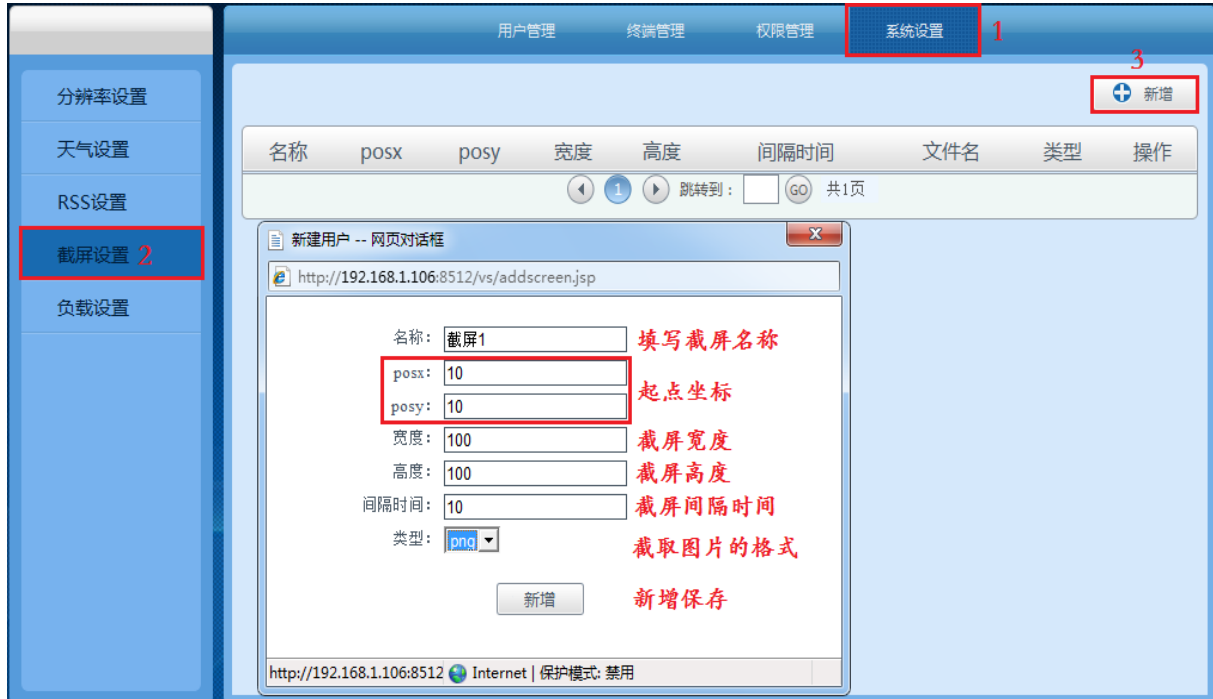 用户管理 终端管理 权限管理 系统设置 1
3
新增
分辨率设置
天气设置
RSS设置
截屏设置 2
负载设置
名称 posx posy 宽度 高度 间隔时间 文件名 类型 操作
1 跳转到: GO 共1页
新建用户 -- 网页对话框
http://192.168.1.106:8512/vs/addscreen.jsp
名称: 截屏1 填写截屏名称
posx: 10
起点坐标
posy: 10
宽度: 100 截屏宽度
高度: 100 截屏高度
间隔时间: 10 截屏间隔时间
类型: png 截取图片的格式
新增 新增保存
http://192.168.1.106:8512 Internet | 保护模式: 禁用